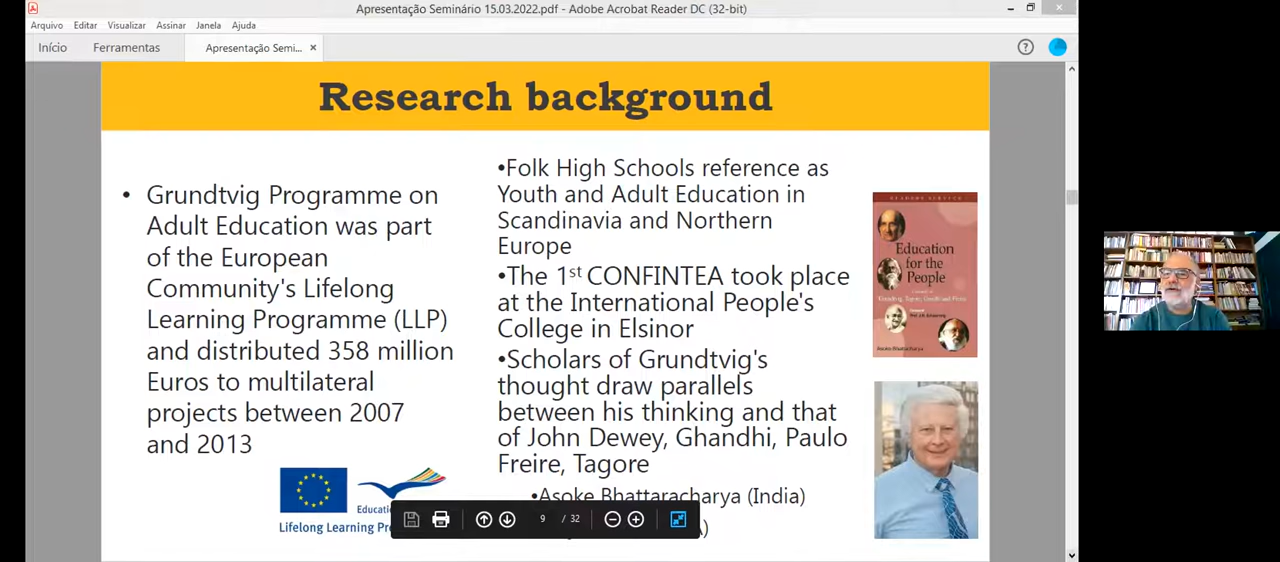 Apresentação Seminário 15.03.2022.pdf - Adobe Acrobat Reader DC (32-bit)
Arquivo Editar Visualizar Assinar Janela Ajuda
Início Ferramentas Apresentação Semi...
Research background
• Grundtvig Programme on
Adult Education was part
of the European
Community's Lifelong
Learning Programme (LLP)
and distributed 358 million
Euros to multilateral
projects between 2007
and 2013
Educatio
Lifelong Learning Pr
•Folk High Schools reference as
Youth and Adult Education in
Scandinavia and Northern
Europe
•The 1st CONFINTEA took place
at the International People's
College in Elsinor
•Scholars of Grundtvig's
thought draw parallels
between his thinking and that
of John Dewey, Ghandhi, Paulo
Freire, Tagore
•Asoke Bhattaracharya (India)
9 / 32
Education
for the
People
Asoke Bhattacharya